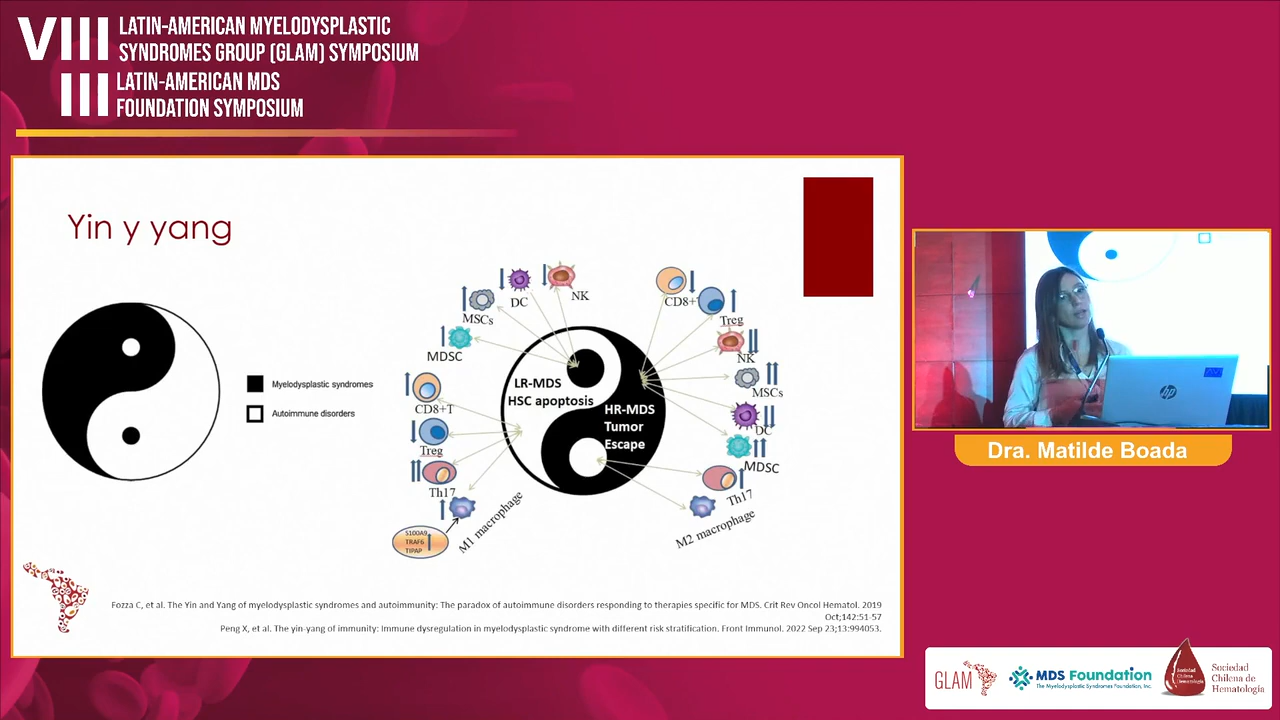 VIII LATIN-AMERICAN MYELODYSPLASTIC
SYNDROMES GROUP (GLAM) SYMPOSIUM
III LATIN-AMERICAN MDS
FOUNDATION SYMPOSIUM
Yin y yang
Myelodysplastic syndromes
Autoimmune disorders
NK
DC
MSCs
MDSC
CD8+T
Treg
Th17
M1 macrophage
S100A9
TRAF6
TIPAP
LR-MDS
HSC apoptosis
HR-MDS
Tumor
Escape
CD8+T
Treg
NK
MSCs
DC
MDSC
Th17
M2 macrophage
Fozza C, et al. The Yin and Yang of myelodysplastic syndromes and autoimmunity: The paradox of autoimmune disorders responding to therapies specific for MDS. Crit Rev Oncol Hematol. 2019
Oct;142:51-57
Peng X, et al. The yin-yang of immunity: Immune dysregulation in myelodysplastic syndrome with different risk stratification. Front Immunol. 2022 Sep 23;13:994053.
hp
Dra. Matilde Boada
GLAM
MDS Foundation
The Myelodysplastic Syndromes Foundation, Inc.
Sociedad
Chilena de
Hematología
Sociedad
Chilena de
Hematología